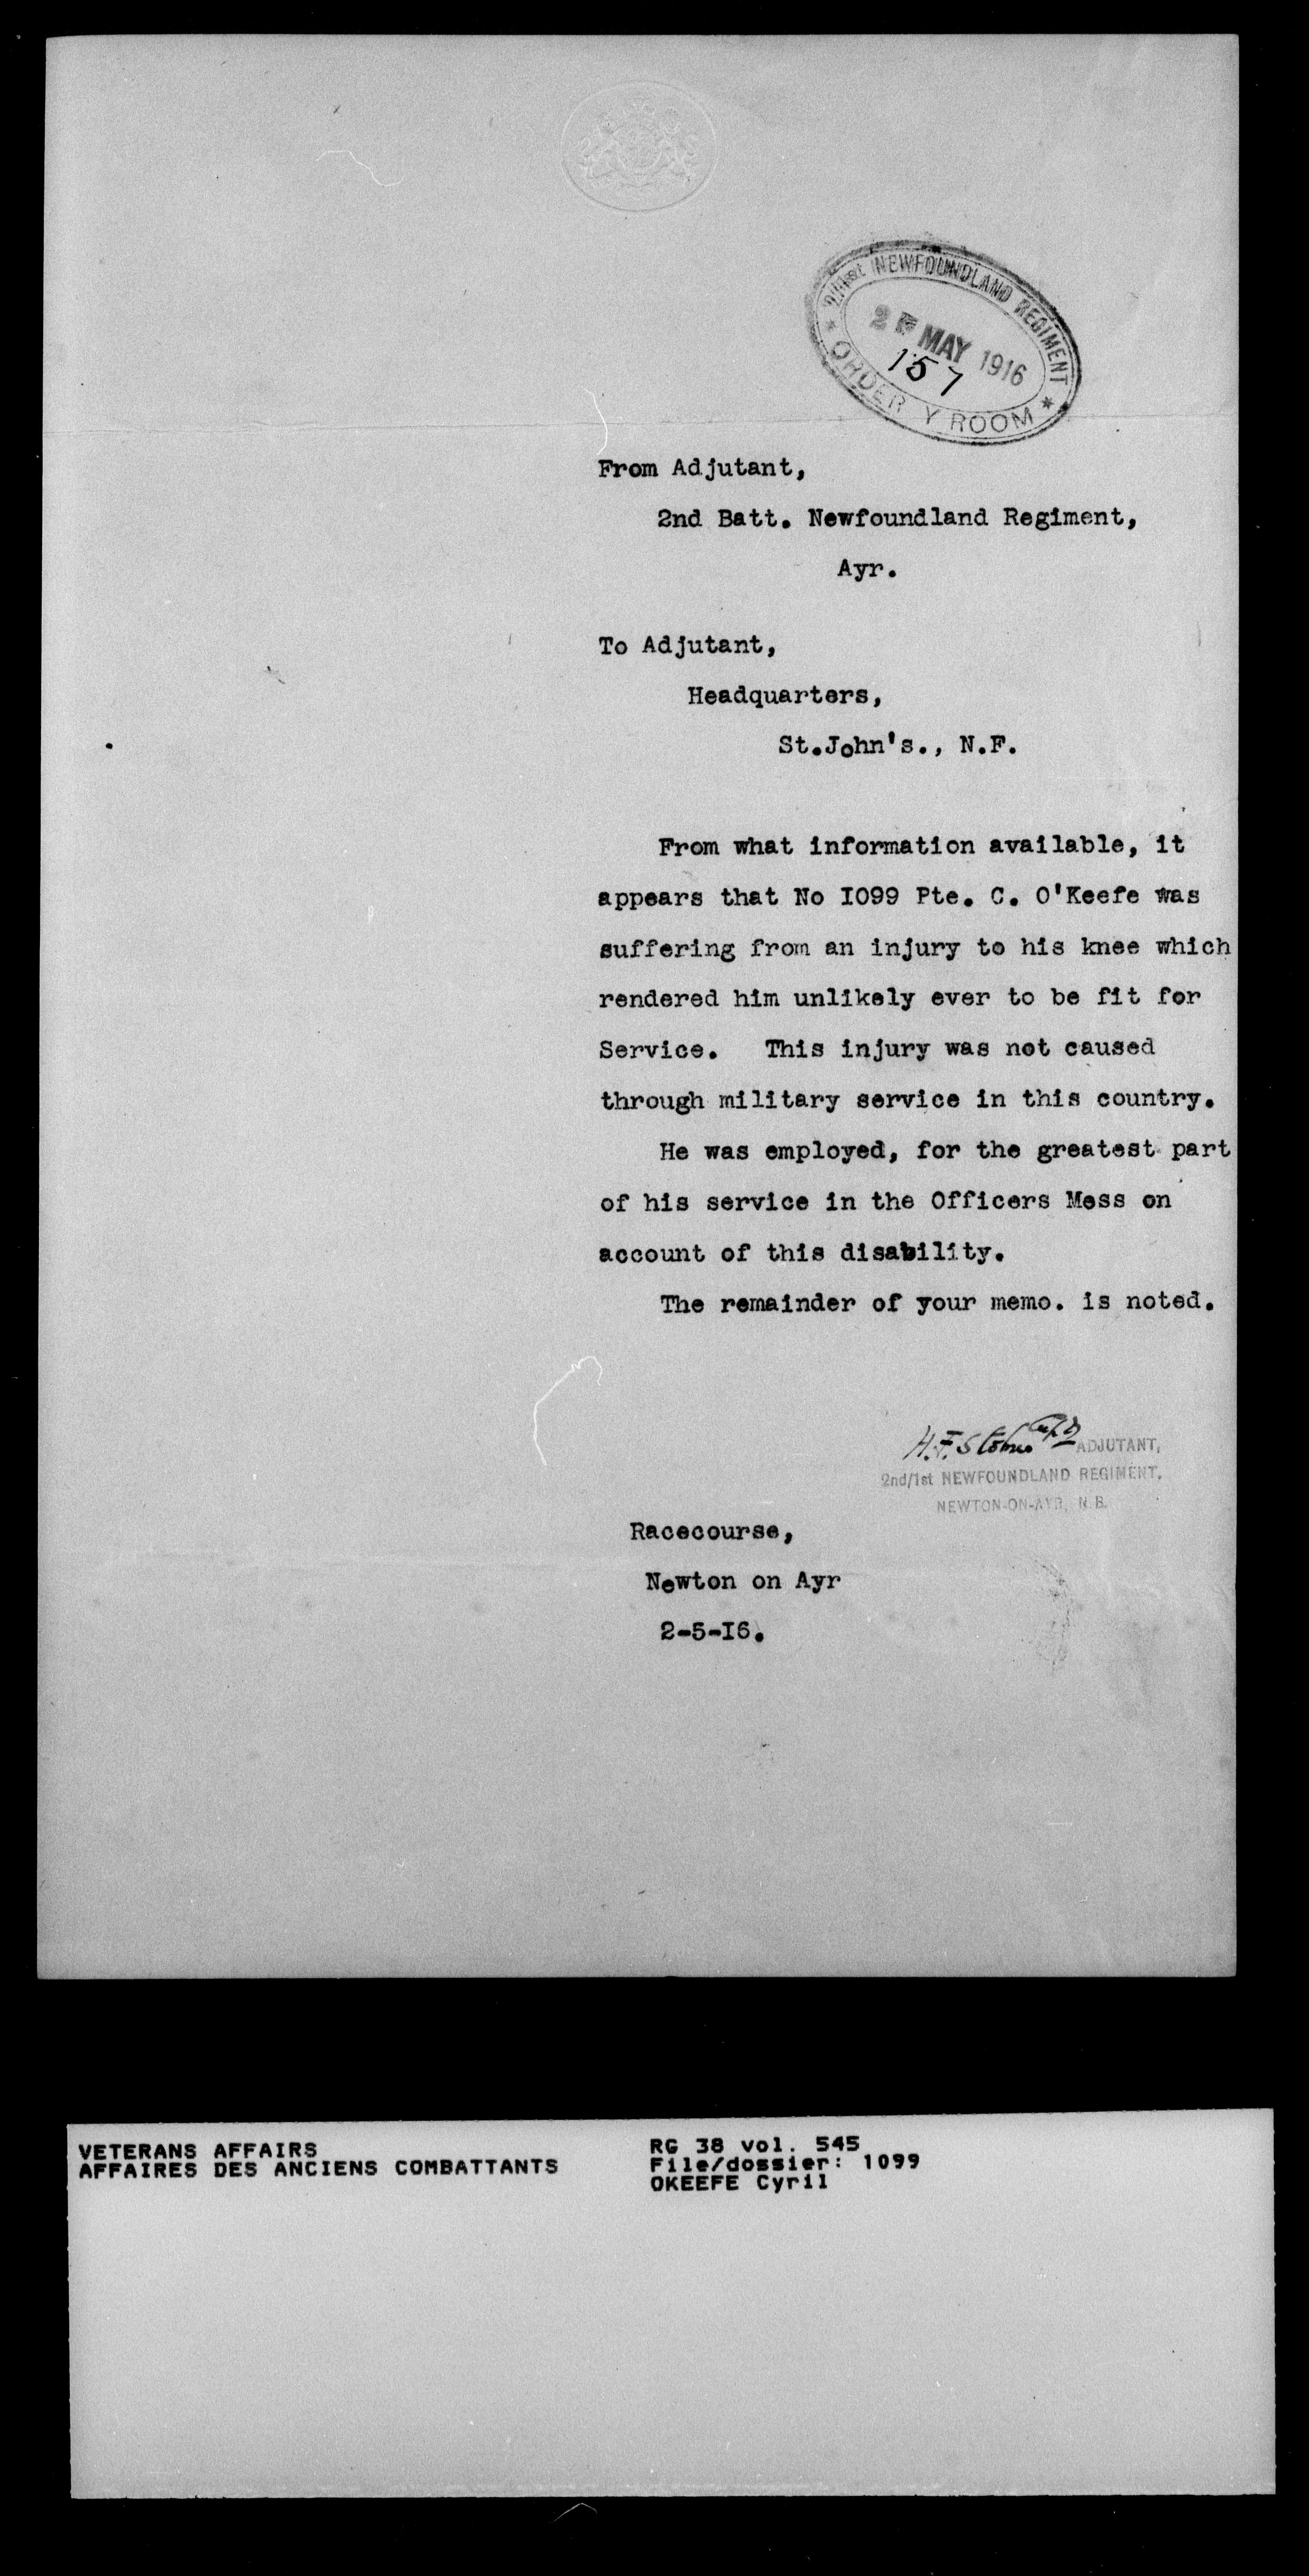 2/1st NEWFOUNDLAND REGIMENT
2 MAY 1916
157
* ORDERLY ROOM *
From Adjutant,
2nd Batt. Newfoundland Regiment,
Ayr.
To Adjutant,
Headquarters,
St.John's., N.F.
From what information available, it
appears that No I099 Pte. C. O'Keefe was
suffering from an injury to his knee which
rendered him unlikely ever to be fit for
Service. This injury was not caused
through military service in this country.
He was employed, for the greatest part
of his service in the Officers Mess on
account of this disability.
The remainder of your memo. is noted.
H.F. Capt ADJUTANT,
2nd/1st NEWFOUNDLAND REGIMENT.
NEWTON-ON-AYR, N.B.
Racecourse,
Newton on Ayr
2-5-I6.
VETERANS AFFAIRS
AFFAIRES DES ANCIENS COMBATTANTS
RG 38 vol. 545
File/dossier: 1099
OKEEFE Cyril